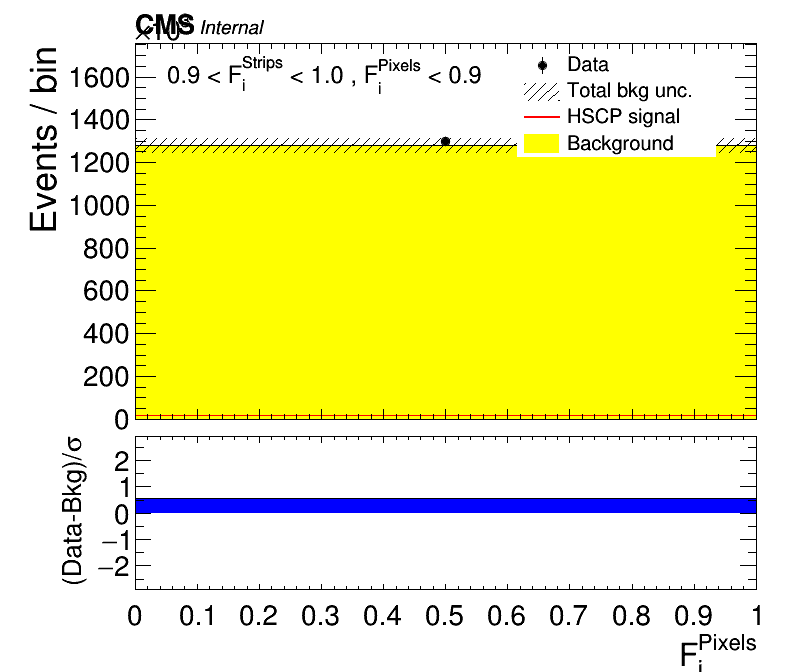 CMS Internal
×10³
1600
1400
1200
1000
800
600
400
200
0
Events / bin
0.9 < F_i^Strips < 1.0 , F_i^Pixels < 0.9
Data
Total bkg unc.
HSCP signal
Background
2
1
0
−1
−2
(Data-Bkg)/σ
0 0.1 0.2 0.3 0.4 0.5 0.6 0.7 0.8 0.9 1
F_i^Pixels